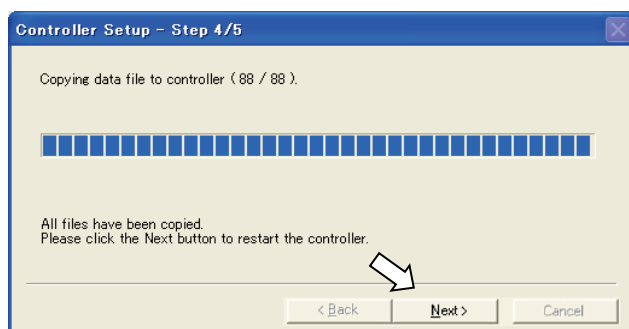 Controller Setup - Step 4/5
Copying data file to controller ( 88 / 88 ).
All files have been copied.
Please click the Next button to restart the controller.
< Back
Next >
Cancel